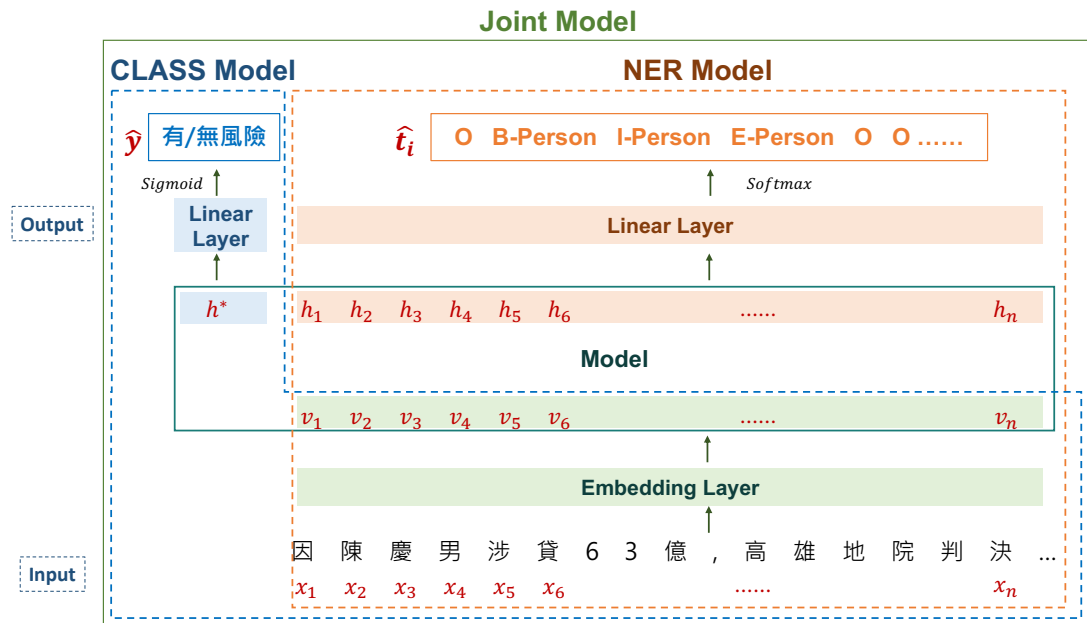 Joint Model
CLASS Model
NER Model
ŷ 有/無風險
t̂ᵢ O B-Person I-Person E-Person O O ......
Sigmoid
Softmax
Output
Linear
Layer
Linear Layer
h* h₁ h₂ h₃ h₄ h₅ h₆ ...... hₙ
Model
v₁ v₂ v₃ v₄ v₅ v₆ ...... vₙ
Embedding Layer
因 陳 慶 男 涉 貸 6 3 億 , 高 雄 地 院 判 決 ...
Input
x₁ x₂ x₃ x₄ x₅ x₆ ...... xₙ